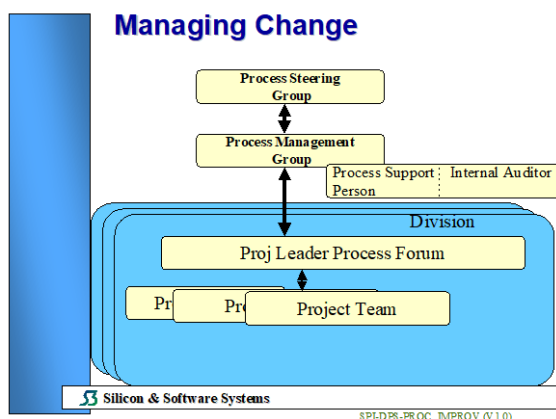 Managing Change
Process Steering
Group
Process Management
Group
Process Support Internal Auditor
Person
Division
Proj Leader Process Forum
Pr Pro Project Team
Silicon & Software Systems
SPI-DPS-PROC_IMPROV (V1.0)